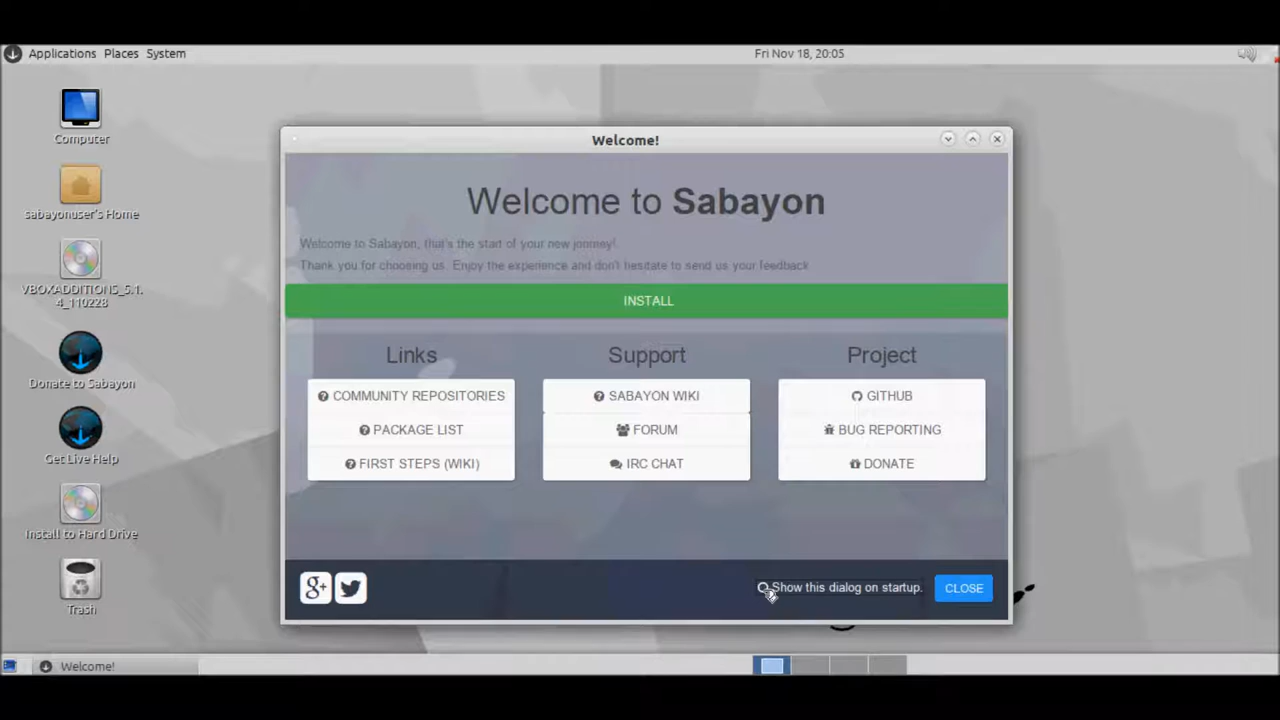 Applications Places System
Fri Nov 18, 20:05
Computer
sabayonuser's Home
VBOXADDITIONS_5.1.
4_110228
Donate to Sabayon
Get Live Help
Install to Hard Drive
Trash
Welcome!
Welcome to Sabayon
Welcome to Sabayon, that's the start of your new journey!
Thank you for choosing us. Enjoy the experience and don't hesitate to send us your feedback
INSTALL
Links
COMMUNITY REPOSITORIES
PACKAGE LIST
FIRST STEPS (WIKI)
Support
SABAYON WIKI
FORUM
IRC CHAT
Project
GITHUB
BUG REPORTING
DONATE
g+
Show this dialog on startup.
CLOSE
Welcome!